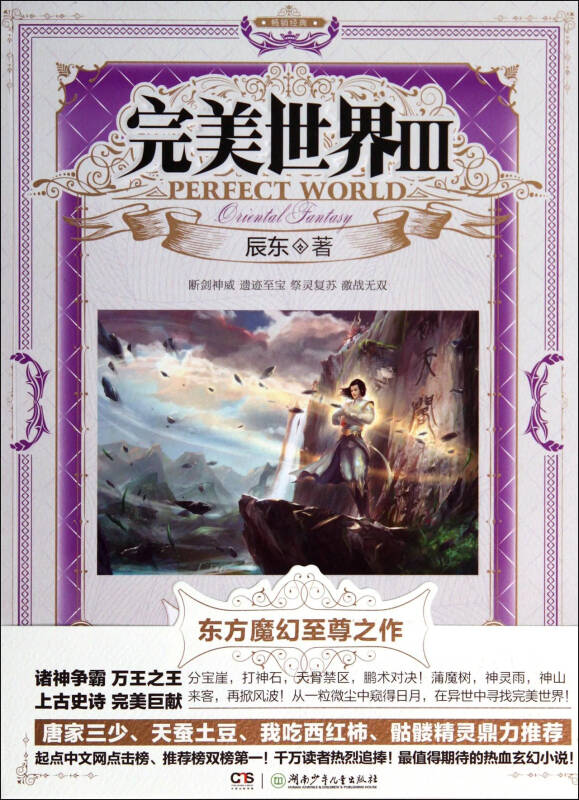 畅销经典
完美世界III
PERFECT WORLD
Oriental Fantasy
辰东 著
断剑神威 遗迹至宝 祭灵复苏 激战无双
东方魔幻至尊之作
诸神争霸 万王之王
上古史诗 完美巨献
分宝崖，打神石，天骨禁区，鹏术对决！蒲魔树，神灵雨，神山
来客，再掀风波！从一粒微尘中窥得日月，在异世中寻找完美世界！
唐家三少、天蚕土豆、我吃西红柿、骷髅精灵鼎力推荐
起点中文网点击榜、推荐榜双榜第一！千万读者热烈追捧！最值得期待的热血玄幻小说！
湖南少年儿童出版社
HUNAN JUVENILE & CHILDREN'S PUBLISHING HOUSE